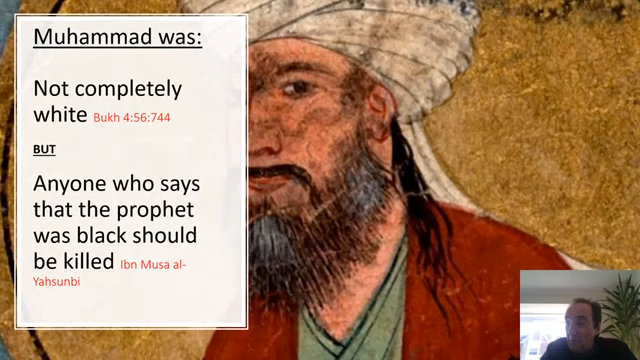 Muhammad was:
Not completely
white Bukh 4:56:744
BUT
Anyone who says
that the prophet
was black should
be killed Ibn Musa al-
Yahsunbi